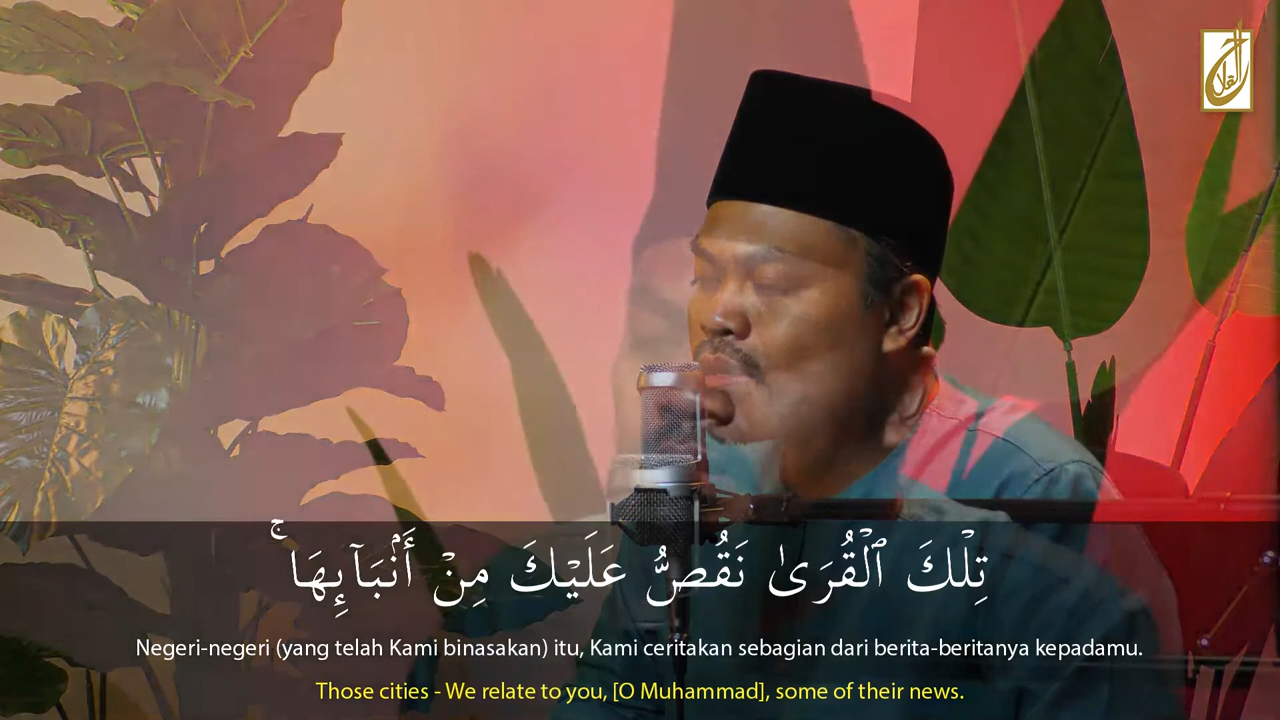 الفلاح
تِلْكَ ٱلْقُرَىٰ نَقُصُّ عَلَيْكَ مِنْ أَنۢبَآئِهَا ۚ
Negeri-negeri (yang telah Kami binasakan) itu, Kami ceritakan sebagian dari berita-beritanya kepadamu.
Those cities - We relate to you, [O Muhammad], some of their news.